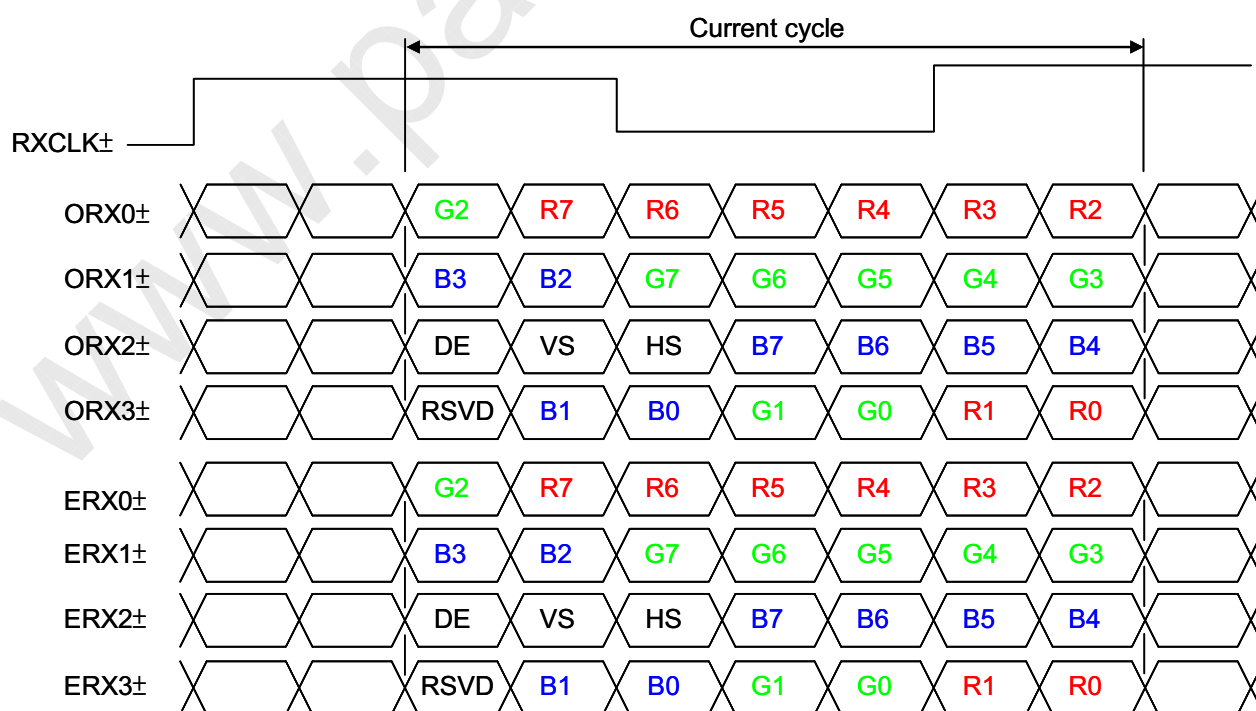 Current cycle
RXCLK±
ORX0± G2 R7 R6 R5 R4 R3 R2
ORX1± B3 B2 G7 G6 G5 G4 G3
ORX2± DE VS HS B7 B6 B5 B4
ORX3± RSVD B1 B0 G1 G0 R1 R0
ERX0± G2 R7 R6 R5 R4 R3 R2
ERX1± B3 B2 G7 G6 G5 G4 G3
ERX2± DE VS HS B7 B6 B5 B4
ERX3± RSVD B1 B0 G1 G0 R1 R0
www.pa